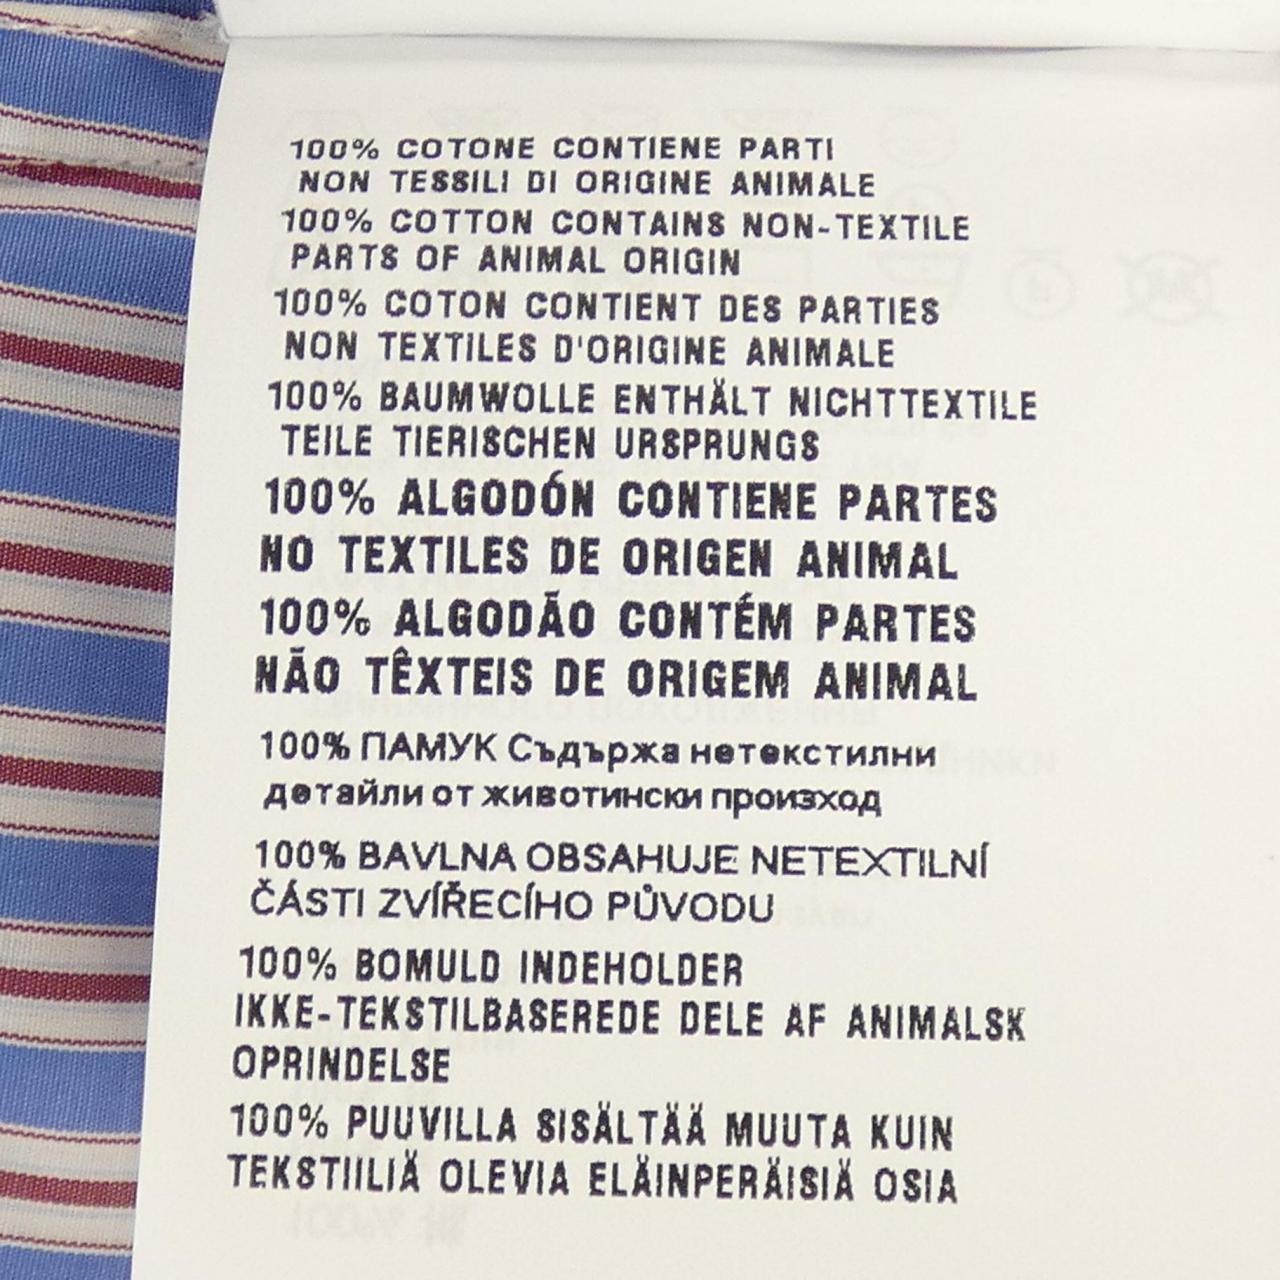 100% COTONE CONTIENE PARTI
NON TESSILI DI ORIGINE ANIMALE
100% COTTON CONTAINS NON-TEXTILE
PARTS OF ANIMAL ORIGIN
100% COTON CONTIENT DES PARTIES
NON TEXTILES D'ORIGINE ANIMALE
100% BAUMWOLLE ENTHÄLT NICHTTEXTILE
TEILE TIERISCHEN URSPRUNGS
100% ALGODÓN CONTIENE PARTES
NO TEXTILES DE ORIGEN ANIMAL
100% ALGODÃO CONTÉM PARTES
NÃO TÊXTEIS DE ORIGEM ANIMAL
100% ПАМУК Съдържа нетекстилни
детайли от животински произход
100% BAVLNA OBSAHUJE NETEXTILNÍ
ČÁSTI ZVÍŘECÍHO PŮVODU
100% BOMULD INDEHOLDER
IKKE-TEKSTILBASEREDE DELE AF ANIMALSK
OPRINDELSE
100% PUUVILLA SISÄLTÄÄ MUUTA KUIN
TEKSTIILIÄ OLEVIA ELÄINPERÄISIÄ OSIA